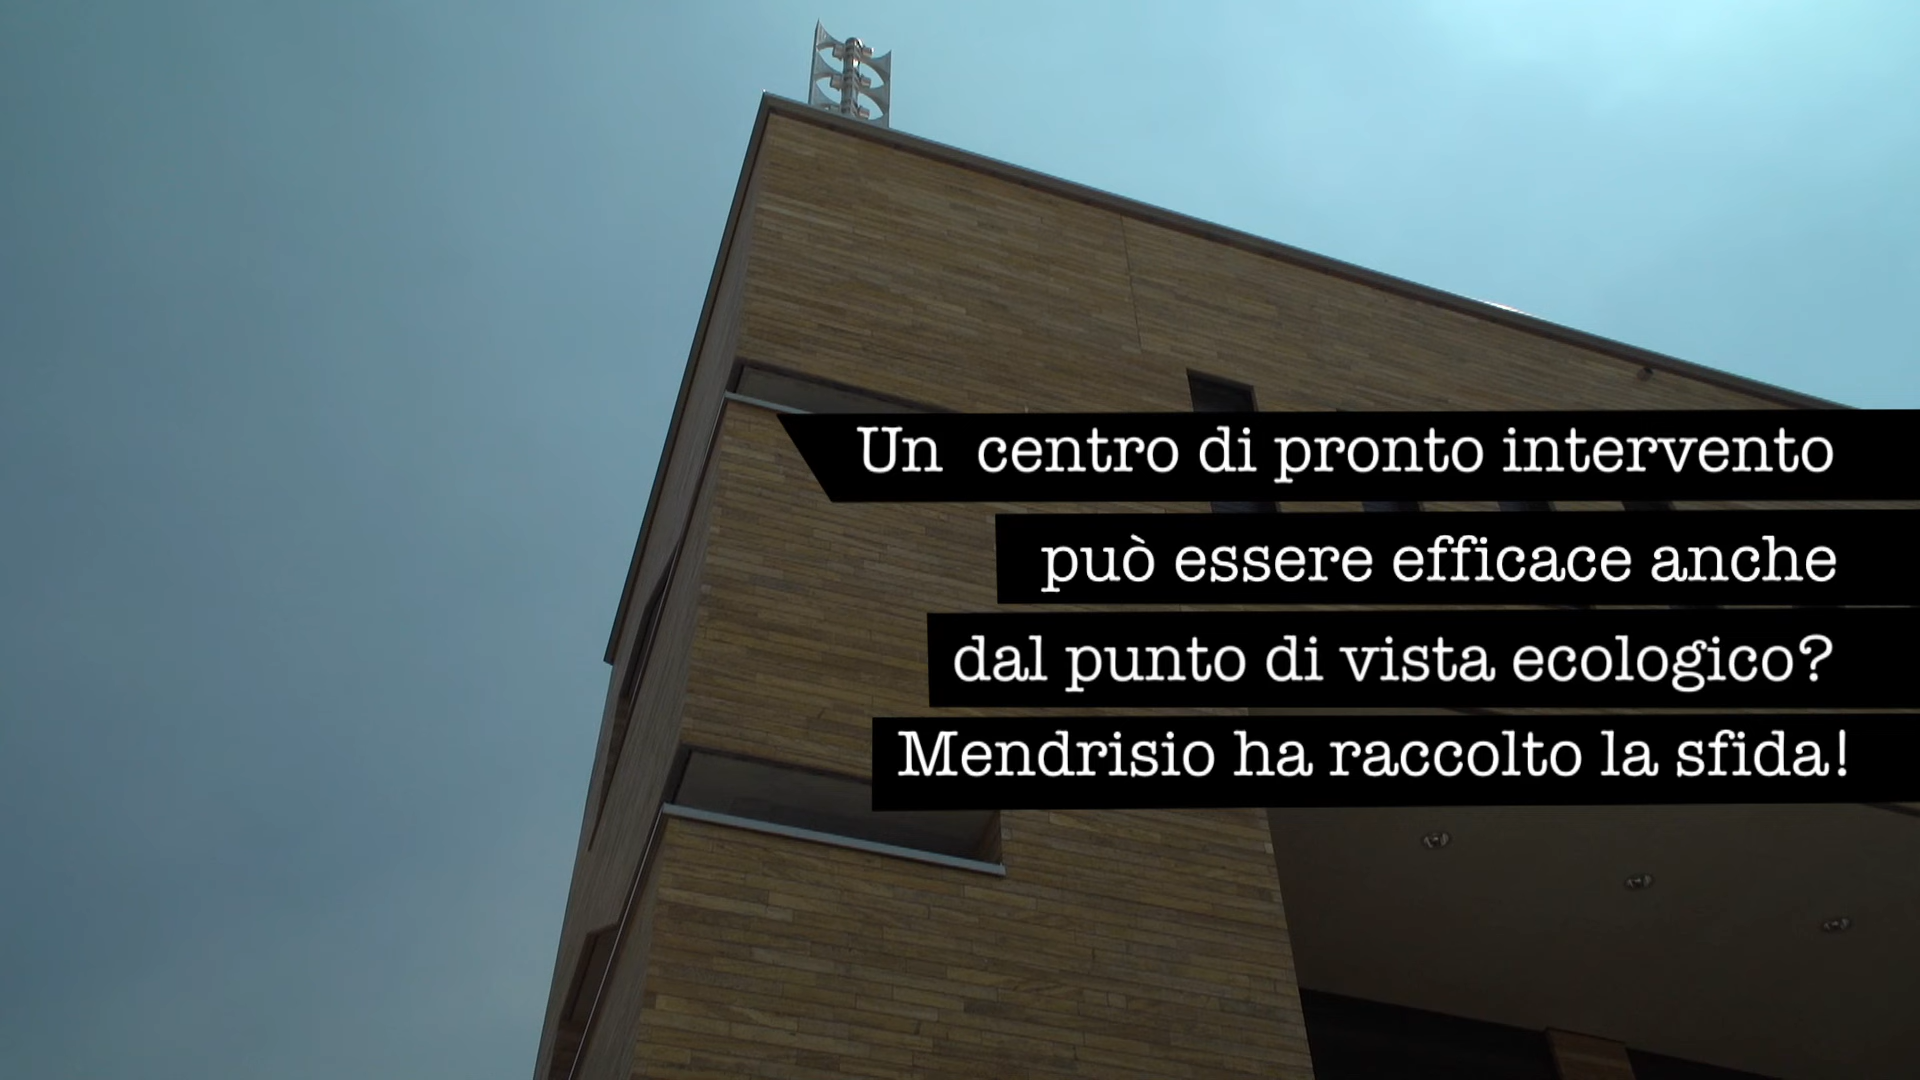 Un centro di pronto intervento
può essere efficace anche
dal punto di vista ecologico?
Mendrisio ha raccolto la sfida!